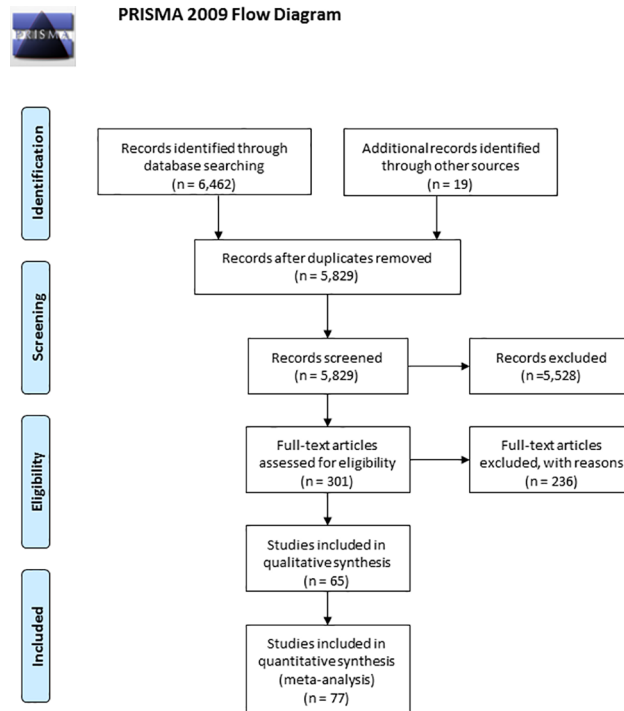 PRISMA 2009 Flow Diagram
PRISMA
Identification
Records identified through
database searching
(n = 6,462)
Additional records identified
through other sources
(n = 19)
Records after duplicates removed
(n = 5,829)
Screening
Records screened
(n = 5,829)
Records excluded
(n =5,528)
Eligibility
Full-text articles
assessed for eligibility
(n = 301)
Full-text articles
excluded, with reasons
(n = 236)
Studies included in
qualitative synthesis
(n = 65)
Included
Studies included in
quantitative synthesis
(meta-analysis)
(n = 77)